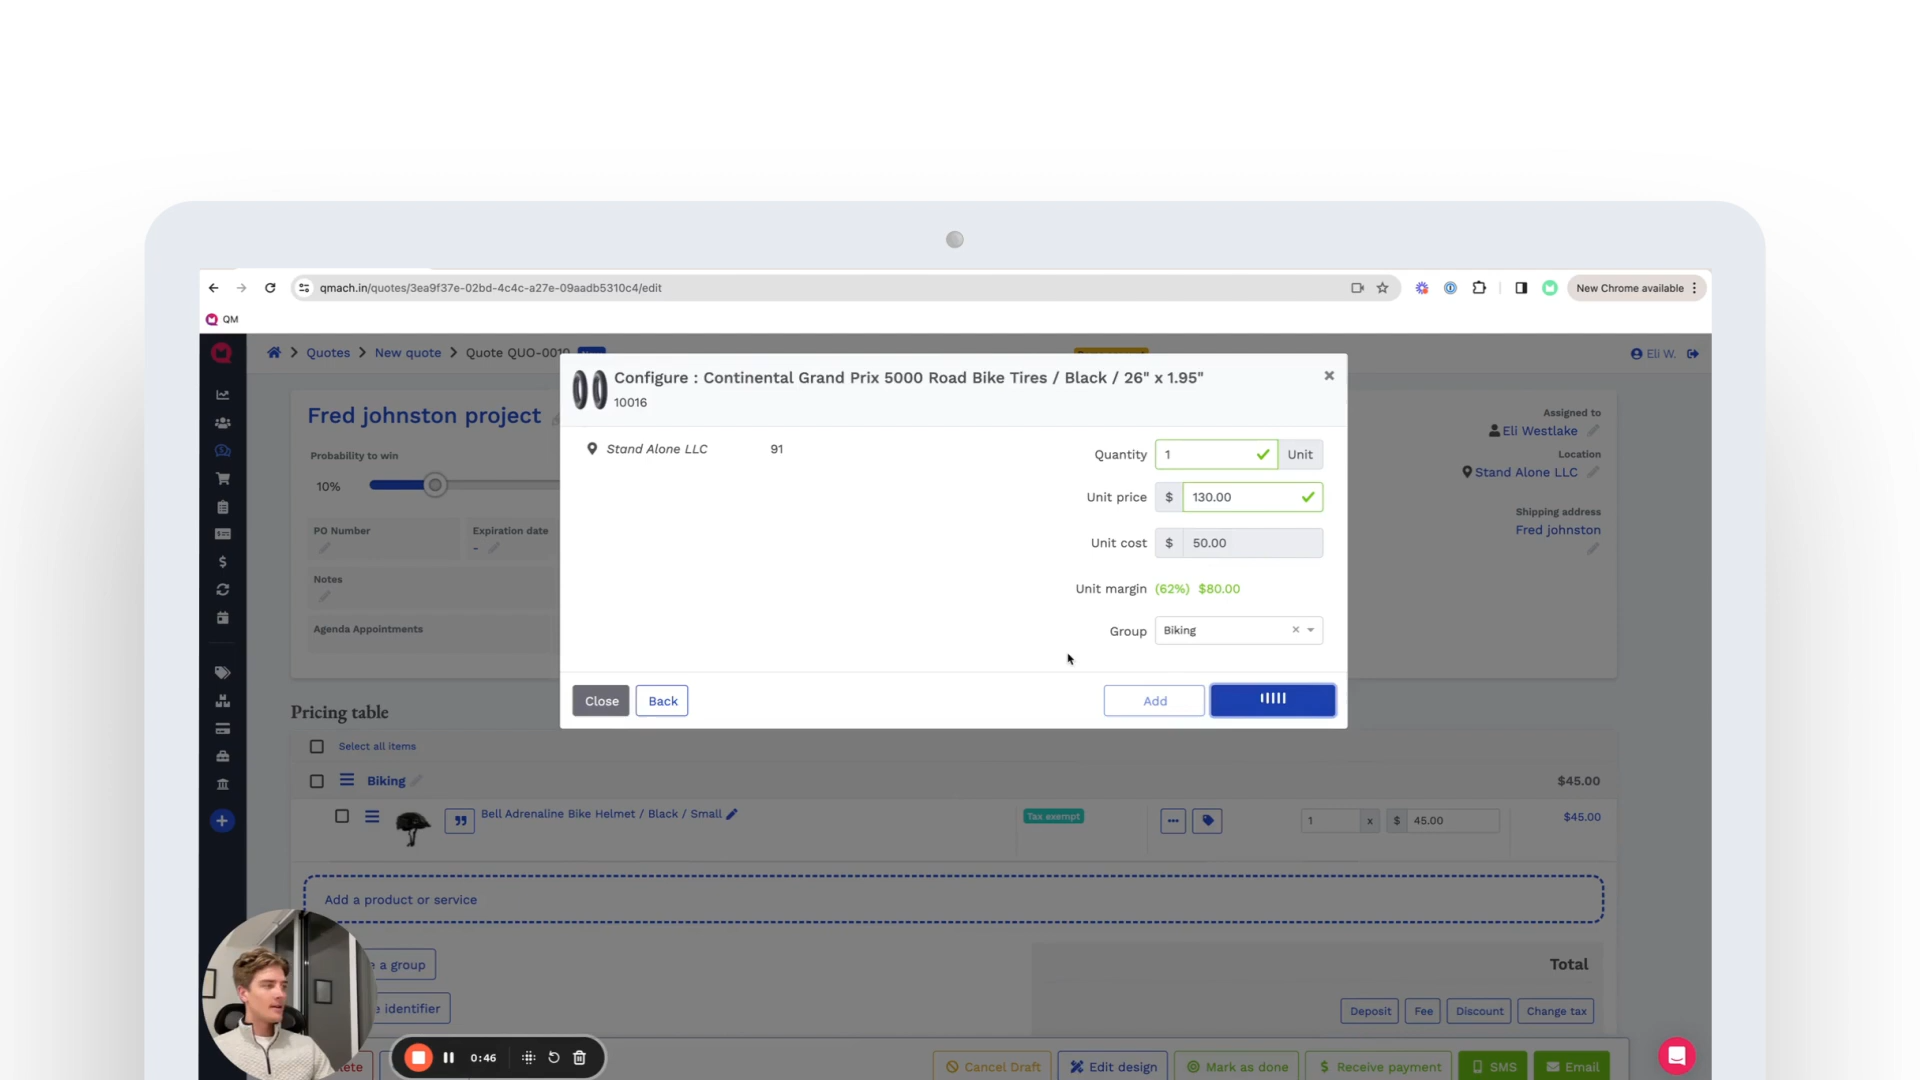 qmach.in/quotes/3ea9f37e-02bd-4c4c-a27e-09aadb5310c4/edit
New Chrome available
QM
Quotes
New quote
Quote QUO-0019
Eli W.
Configure : Continental Grand Prix 5000 Road Bike Tires / Black / 26" x 1.95"
10016
Fred johnston project
Assigned to
Eli Westlake
Location
Stand Alone LLC
Shipping address
Fred johnston
Probability to win
10%
PO Number
Expiration date
-
Notes
Agenda Appointments
Stand Alone LLC
91
Quantity
1
Unit
Unit price
$
130.00
Unit cost
$
50.00
Unit margin
(62%) $80.00
Group
Biking
Close
Back
Add
Pricing table
Select all items
Biking
$45.00
Bell Adrenaline Bike Helmet / Black / Small
Tax exempt
1
x
$
45.00
$45.00
Add a product or service
a group
identifier
Total
Deposit
Fee
Discount
Change tax
0:46
Cancel Draft
Edit design
Mark as done
$ Receive payment
SMS
Email